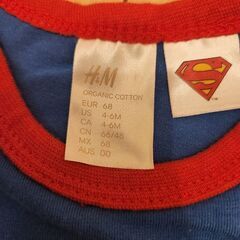 H&M
ORGANIC COTTON
EUR 68
US 4-6M
CA 4-6M
CN 66/48
MX 68
AUS 00